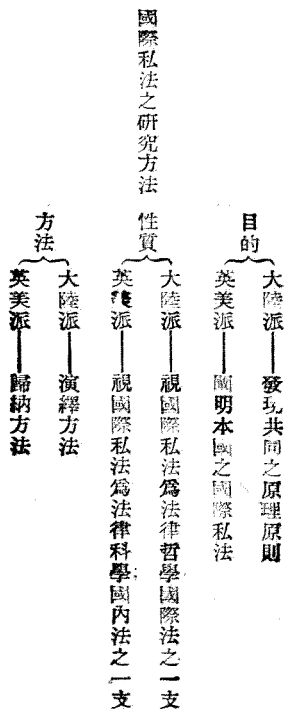 國際私法之研究方法
目的
大陸派——發現共同之原理原則
英美派——闡明本國之國際私法
性質
大陸派——視國際私法爲法律哲學國際法之一支
英美派——視國際私法爲法律科學國內法之一支
方法
大陸派——演繹方法
英美派——歸納方法